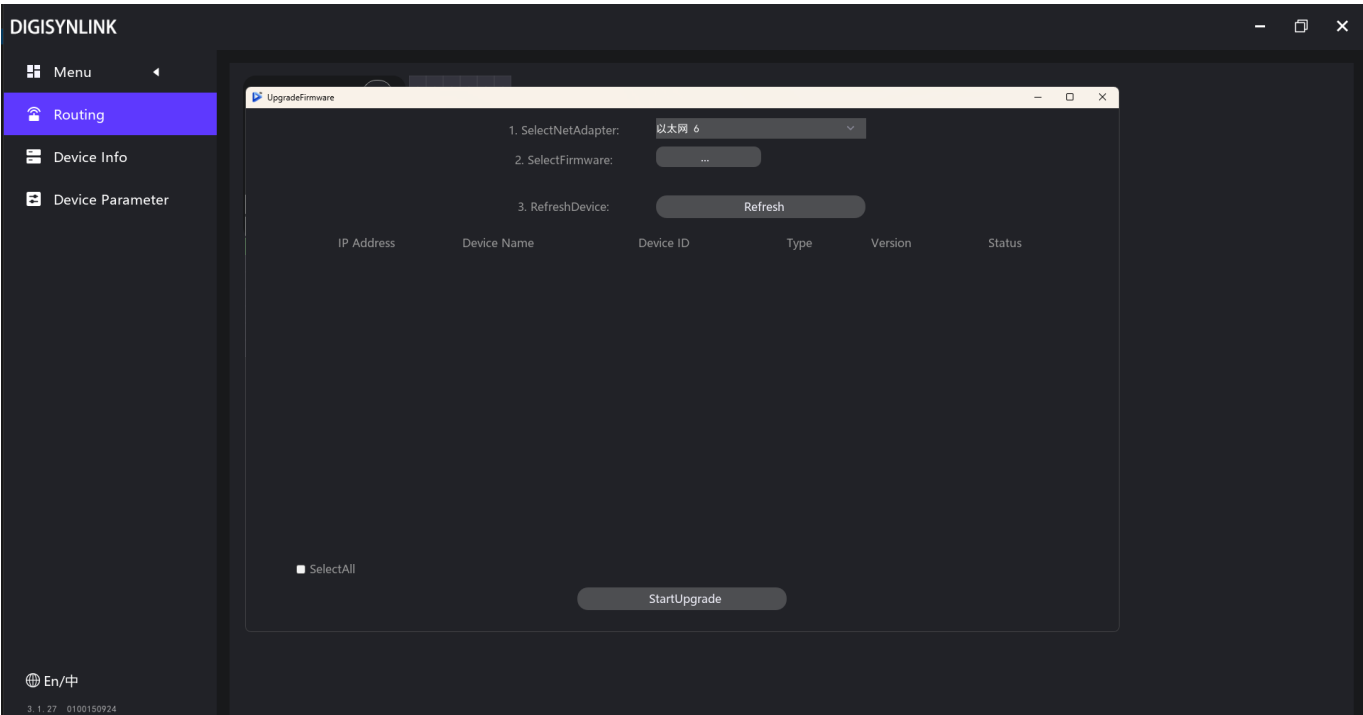 DIGISYNLINK
Menu
Routing
Device Info
Device Parameter
UpgradeFirmware
1. SelectNetAdapter: 以太网 6
2. SelectFirmware: ...
3. RefreshDevice: Refresh
IP Address Device Name Device ID Type Version Status
SelectAll
StartUpgrade
En/中
3.1.27 0100150924